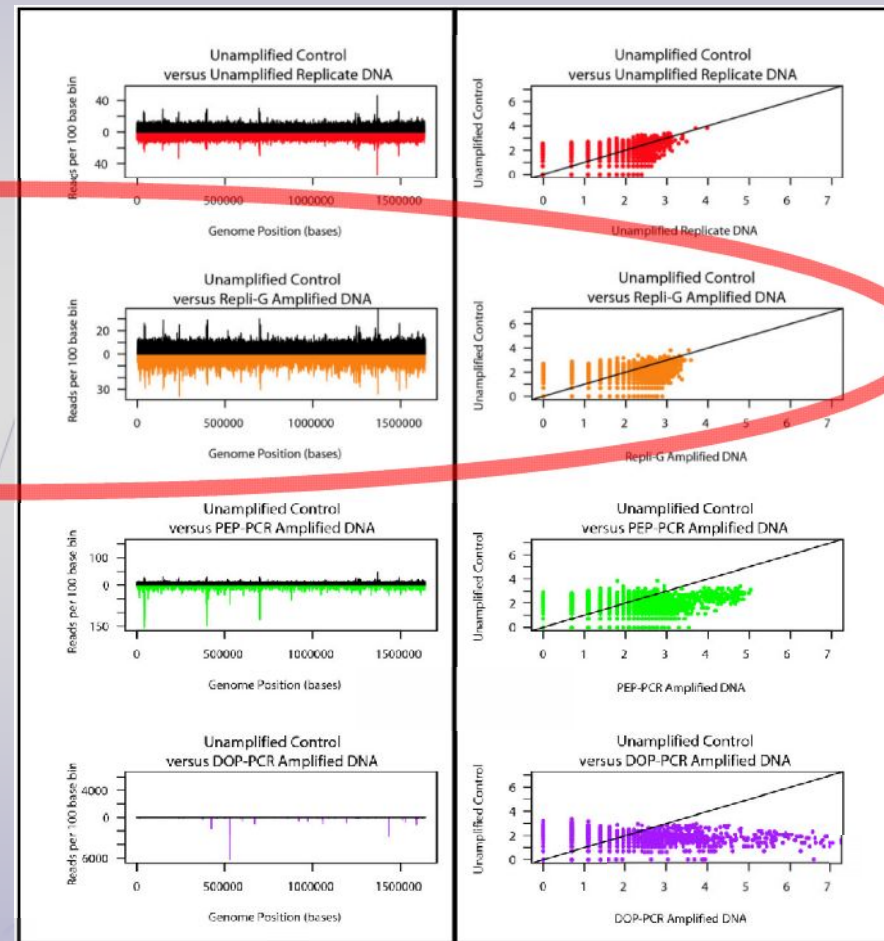 Unamplified Control
versus Unamplified Replicate DNA
Reads per 100 base bin
40
0
40
0 500000 1000000 1500000
Genome Position (bases)
Unamplified Control
versus Unamplified Replicate DNA
Unamplified Control
6
4
2
0
0 1 2 3 4 5 6 7
Unamplified Replicate DNA
Unamplified Control
versus Repli-G Amplified DNA
Reads per 100 base bin
20
0
30
0 500000 1000000 1500000
Genome Position (bases)
Unamplified Control
versus Repli-G Amplified DNA
Unamplified Control
6
4
2
0
0 1 2 3 4 5 6 7
Repli-G Amplified DNA
Unamplified Control
versus PEP-PCR Amplified DNA
Reads per 100 base bin
100
0
150
0 500000 1000000 1500000
Genome Position (bases)
Unamplified Control
versus PEP-PCR Amplified DNA
Unamplified Control
6
4
2
0
0 1 2 3 4 5 6 7
PEP-PCR Amplified DNA
Unamplified Control
versus DOP-PCR Amplified DNA
Reads per 100 base bin
4000
0
6000
0 500000 1000000 1500000
Genome Position (bases)
Unamplified Control
versus DOP-PCR Amplified DNA
Unamplified Control
6
4
2
0
0 1 2 3 4 5 6 7
DOP-PCR Amplified DNA